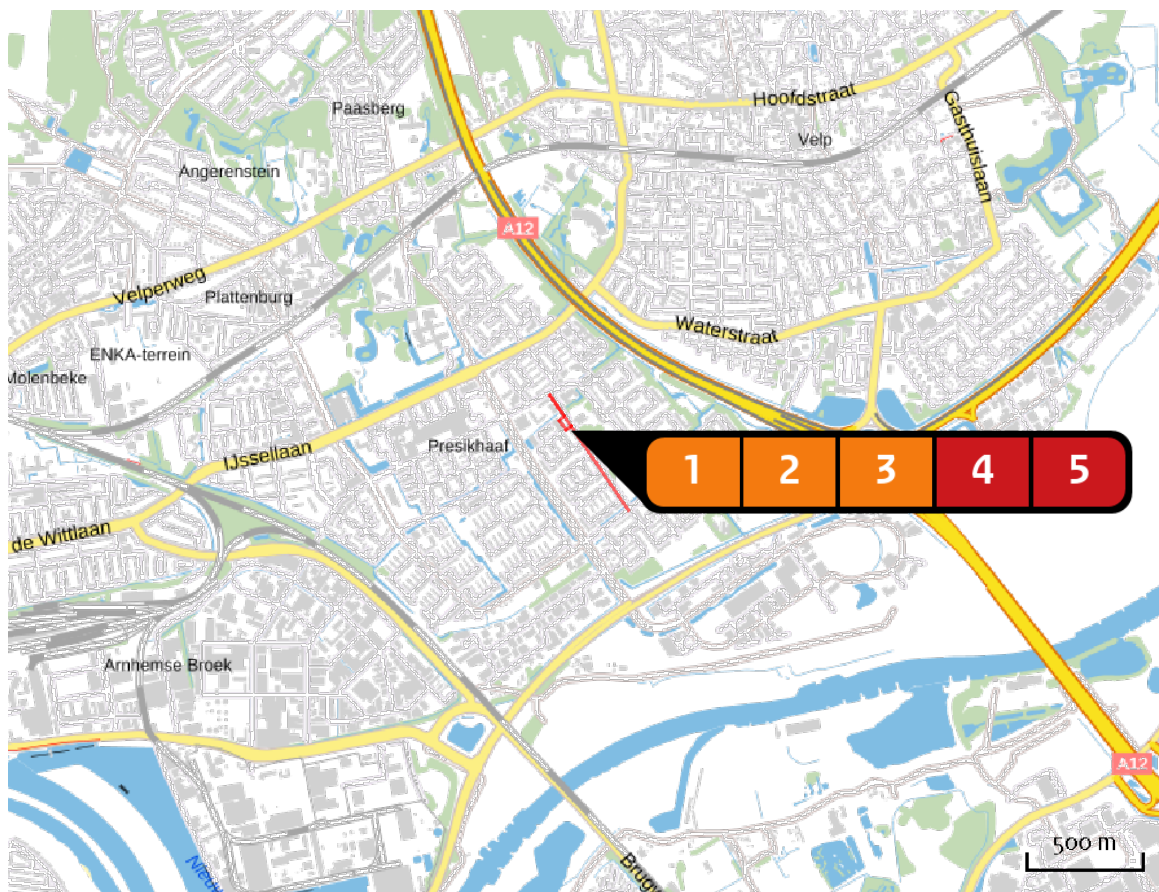 Hoofdstraat
Paasberg
Velp
Gasthuislaan
Angerenstein
A12
Velperweg
Plattenburg
Waterstraat
ENKA-terrein
Molenbeke
IJssellaan
Presikhaaf
1 2 3 4 5
de Wittlaan
Arnhemse Broek
A12
500 m